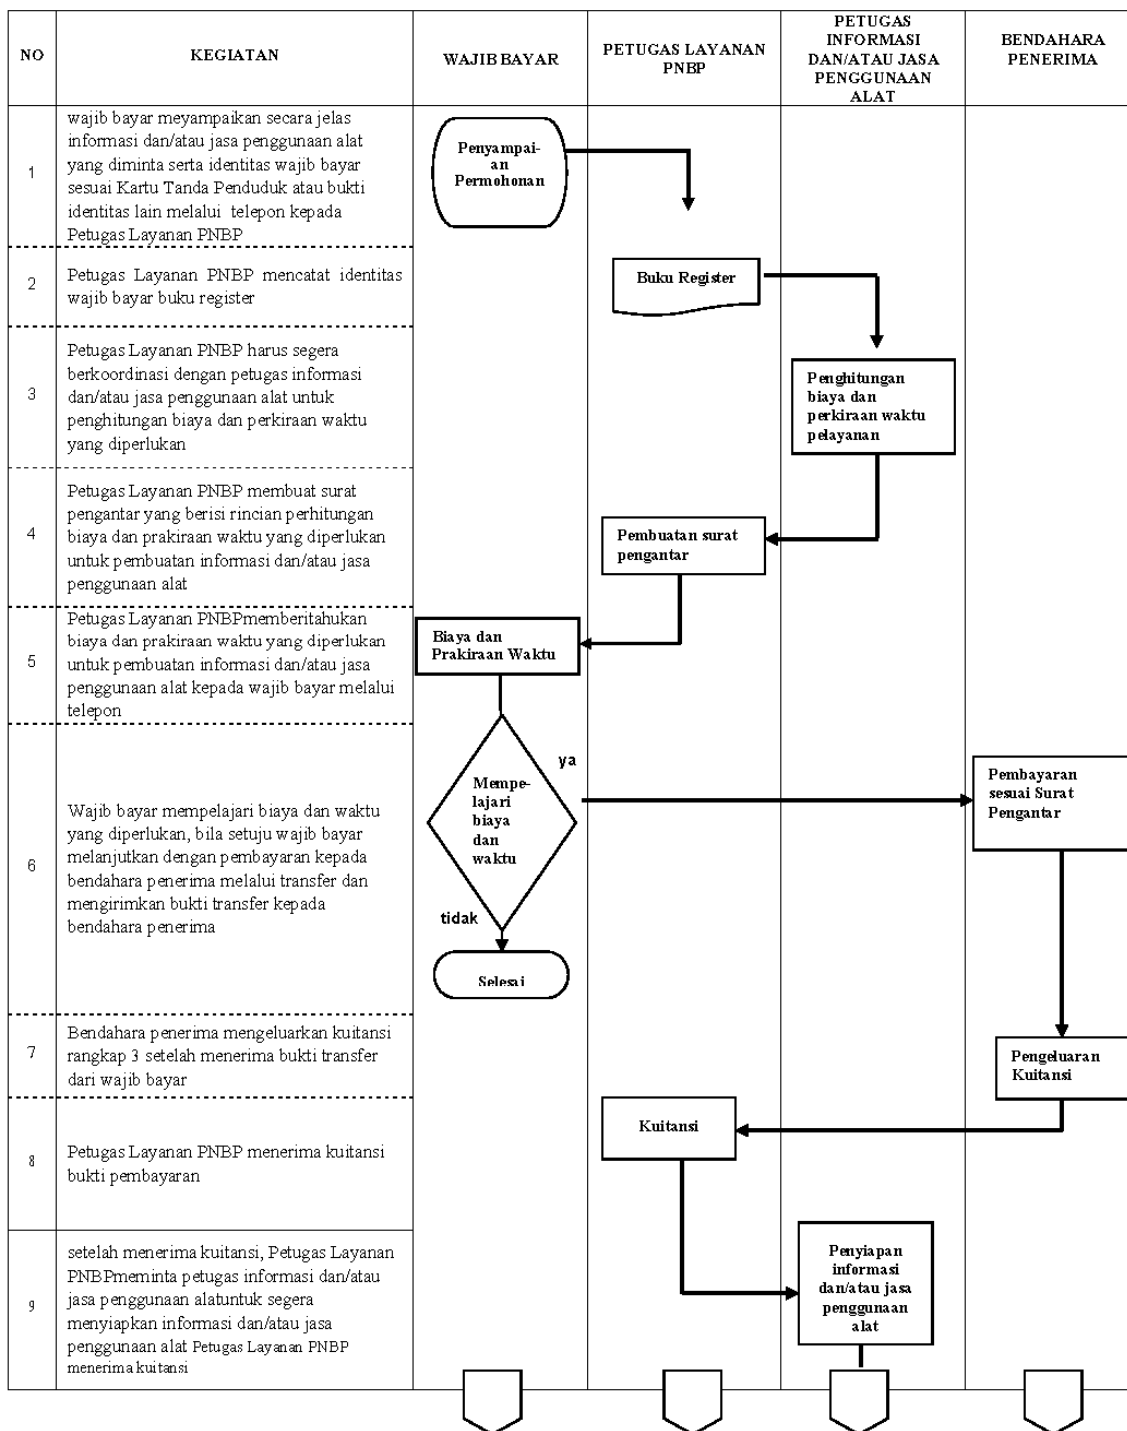 NO
KEGIATAN
WAJIB BAYAR
PETUGAS LAYANAN
PNBP
PETUGAS
INFORMASI
DAN/ATAU JASA
PENGGUNAAN
ALAT
BENDAHARA
PENERIMA
1
wajib bayar meyampaikan secara jelas
informasi dan/atau jasa penggunaan alat
yang diminta serta identitas wajib bayar
sesuai Kartu Tanda Penduduk atau bukti
identitas lain melalui telepon kepada
Petugas Layanan PNBP
Penyampai-
an
Permohonan
2
Petugas Layanan PNBP mencatat identitas
wajib bayar buku register
Buku Register
3
Petugas Layanan PNBP harus segera
berkoordinasi dengan petugas informasi
dan/atau jasa penggunaan alat untuk
penghitungan biaya dan perkiraan waktu
yang diperlukan
Penghitungan
biaya dan
perkiraan waktu
pelayanan
4
Petugas Layanan PNBP membuat surat
pengantar yang berisi rincian perhitungan
biaya dan prakiraan waktu yang diperlukan
untuk pembuatan informasi dan/atau jasa
penggunaan alat
Pembuatan surat
pengantar
5
Petugas Layanan PNBPmemberitahukan
biaya dan prakiraan waktu yang diperlukan
untuk pembuatan informasi dan/atau jasa
penggunaan alat kepada wajib bayar melalui
telepon
Biaya dan
Prakiraan Waktu
6
Wajib bayar mempelajari biaya dan waktu
yang diperlukan, bila setuju wajib bayar
melanjutkan dengan pembayaran kepada
bendahara penerima melalui transfer dan
mengirimkan bukti transfer kepada
bendahara penerima
Mempe-
lajari
biaya
dan
waktu
ya
tidak
Selesai
Pembayaran
sesuai Surat
Pengantar
7
Bendahara penerima mengeluarkan kuitansi
rangkap 3 setelah menerima bukti transfer
dari wajib bayar
Pengeluaran
Kuitansi
8
Petugas Layanan PNBP menerima kuitansi
bukti pembayaran
Kuitansi
9
setelah menerima kuitansi, Petugas Layanan
PNBPmeminta petugas informasi dan/atau
jasa penggunaan alatuntuk segera
menyiapkan informasi dan/atau jasa
penggunaan alat Petugas Layanan PNBP
menerima kuitansi
Penyiapan
informasi
dan/atau jasa
penggunaan
alat